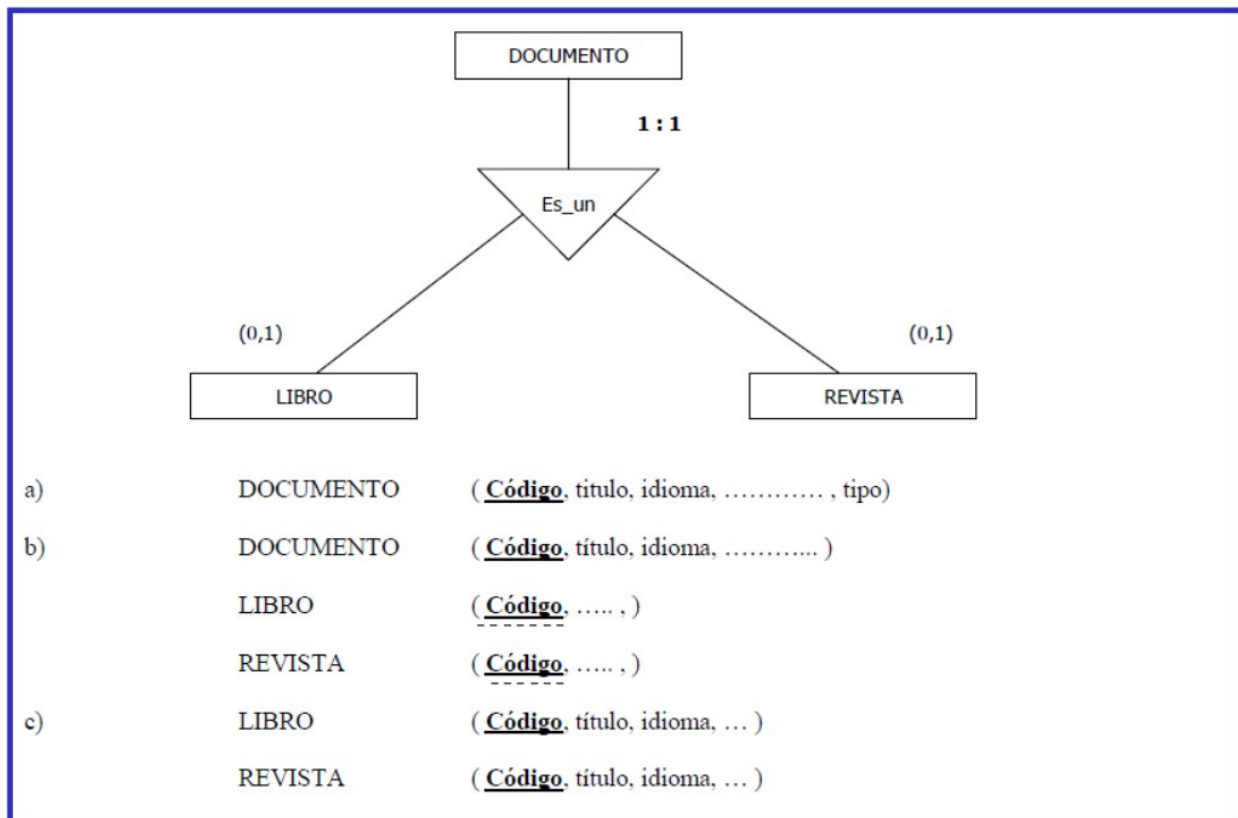 DOCUMENTO
1 : 1
Es_un
(0,1) (0,1)
LIBRO REVISTA
a) DOCUMENTO ( Código, título, idioma, ………… , tipo)
b) DOCUMENTO ( Código, título, idioma, ………... )
LIBRO ( Código, ….. , )
REVISTA ( Código, ….. , )
c) LIBRO ( Código, título, idioma, … )
REVISTA ( Código, título, idioma, … )